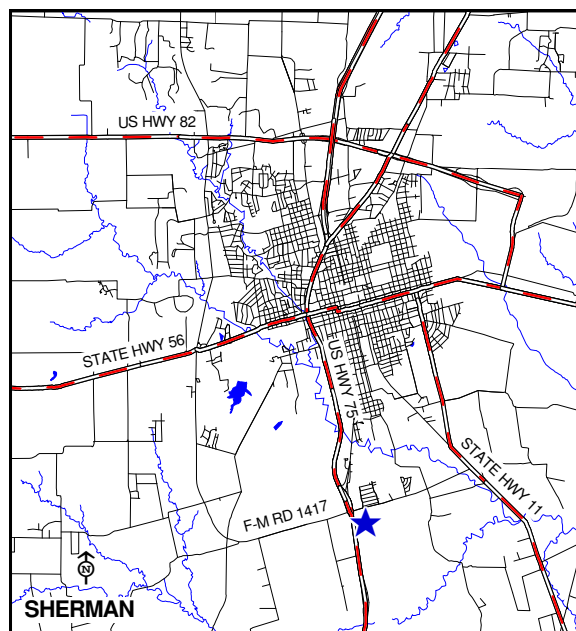 US HWY 82
STATE HWY 56
US HWY 75
STATE HWY 11
F-M RD 1417
N
SHERMAN